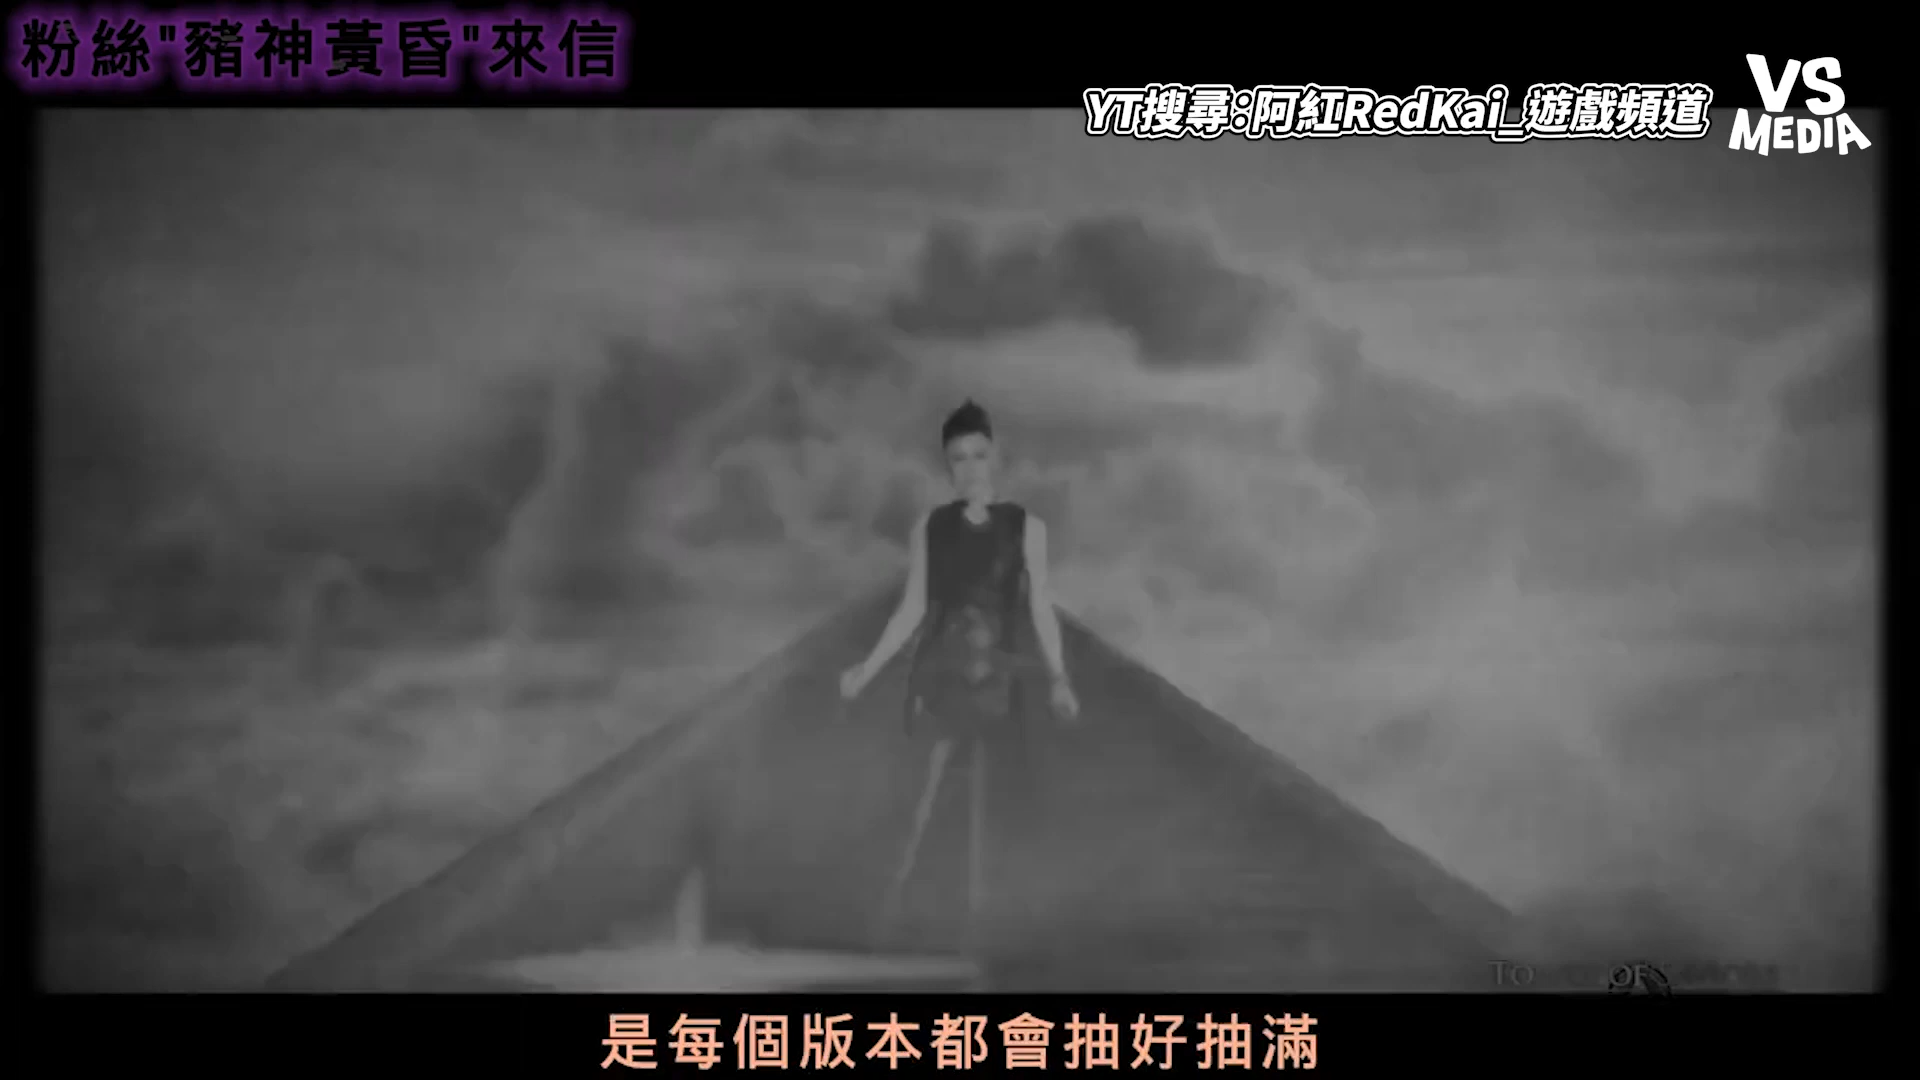 粉絲"豬神黃昏"來信
YT搜尋:阿紅RedKai_遊戲頻道
VS
MEDIA
是每個版本都會抽好抽滿